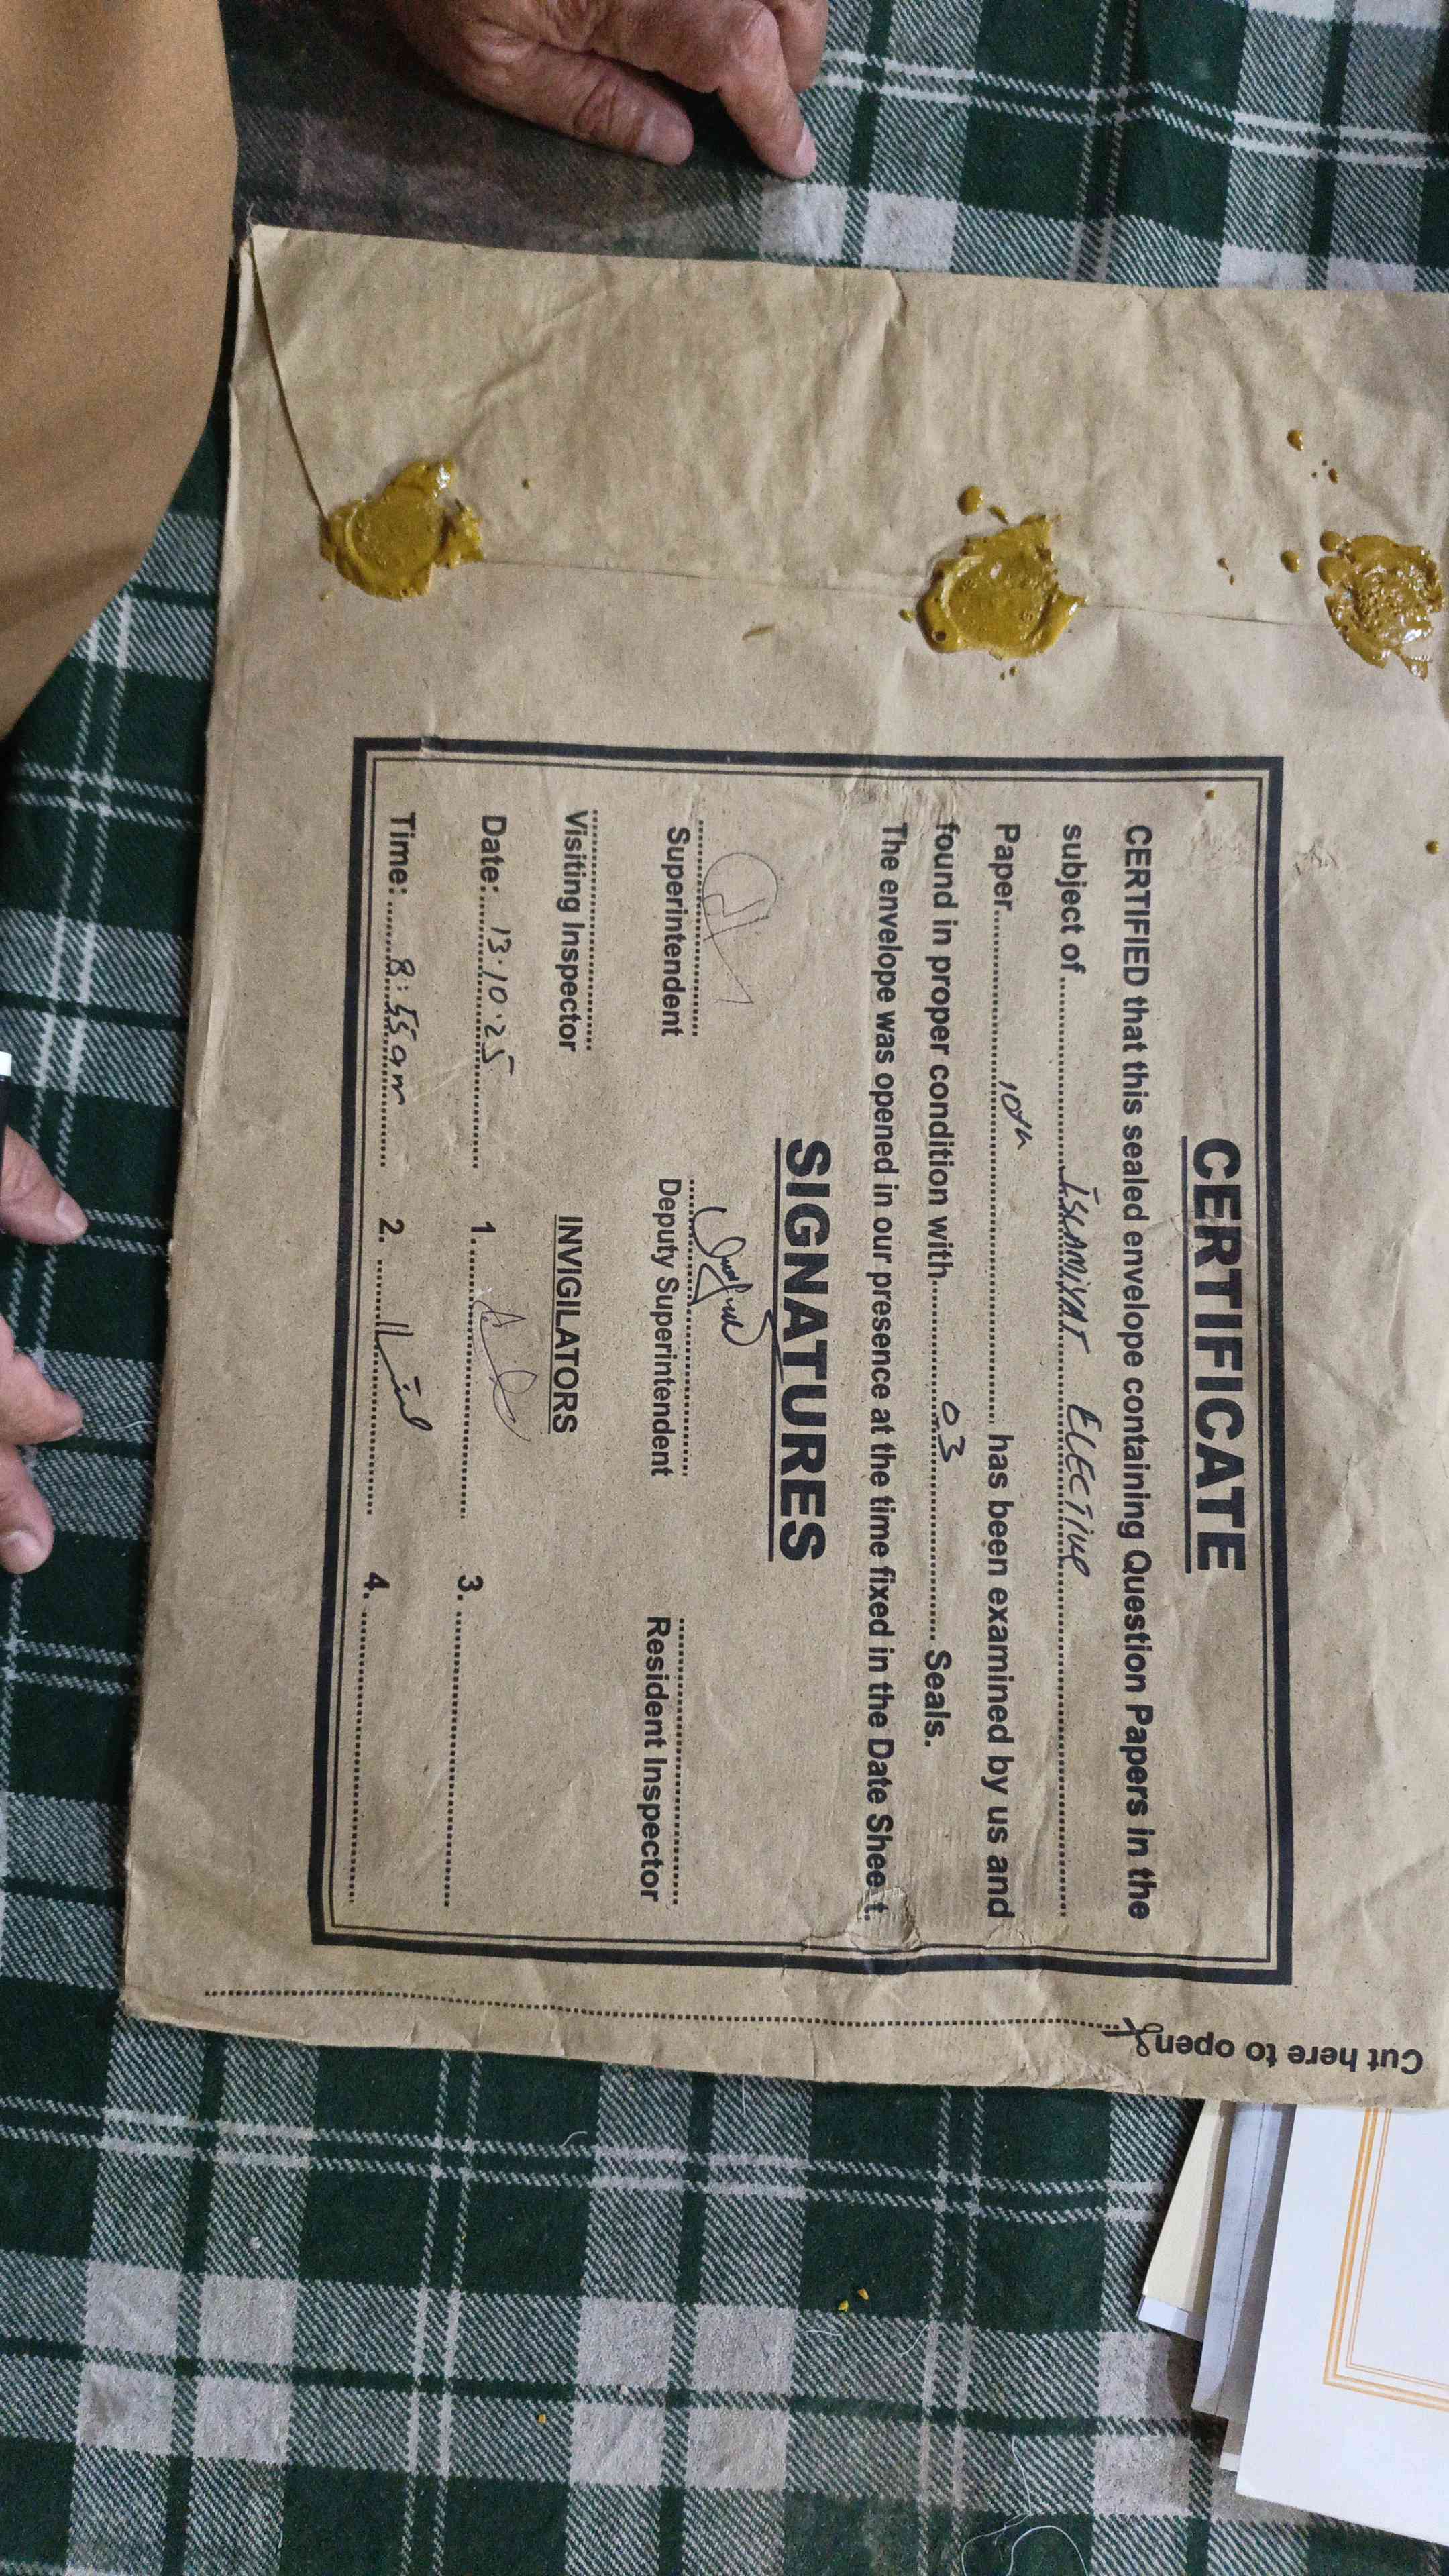 CERTIFICATE
CERTIFIED that this sealed envelope containing Question Papers in the
subject of ........ ISLAMIYAT ELECTIVE ........
Paper ........ 10th ........ has been examined by us and
found in proper condition with ........ 03 ........ Seals.
The envelope was opened in our presence at the time fixed in the Date Sheet.
SIGNATURES
Superintendent Deputy Superintendent Resident Inspector
Visiting Inspector INVIGILATORS
Date: 13.10.25 1. 3.
Time: 8:55am 2. 4.
Cut here to open